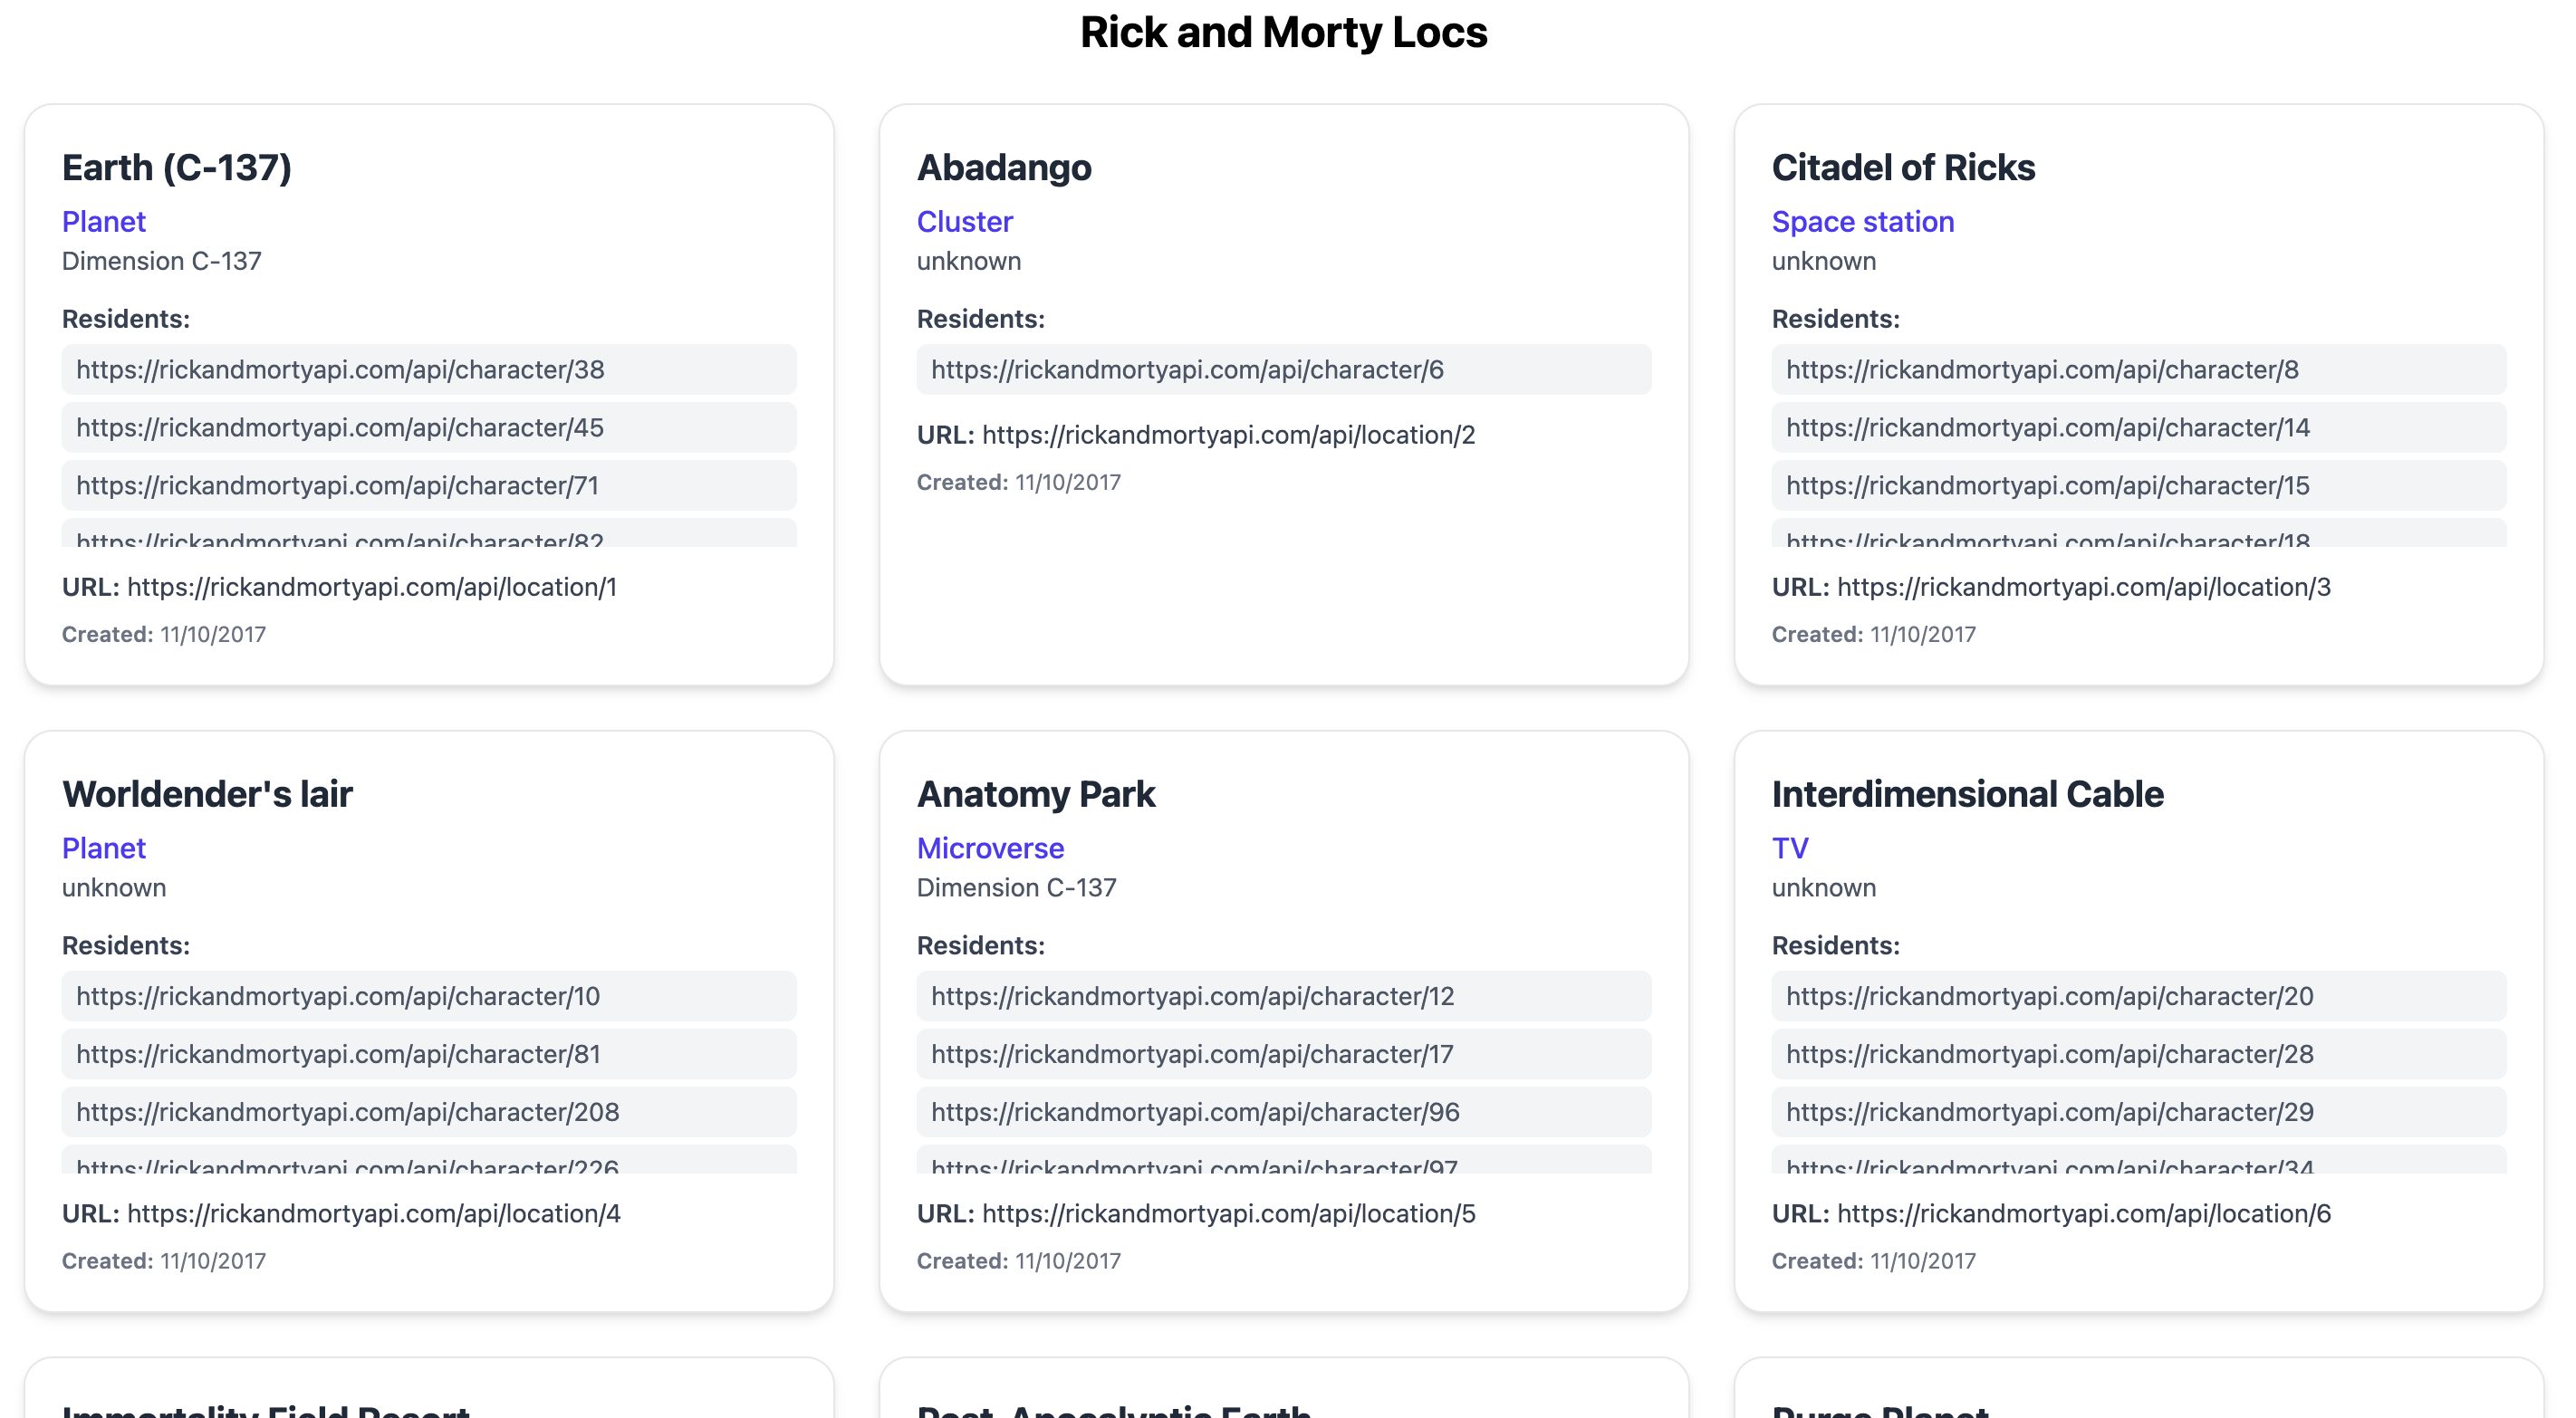 Rick and Morty Locs
Earth (C-137)
Planet
Dimension C-137
Residents:
https://rickandmortyapi.com/api/character/38
https://rickandmortyapi.com/api/character/45
https://rickandmortyapi.com/api/character/71
https://rickandmortyapi.com/api/character/82
URL: https://rickandmortyapi.com/api/location/1
Created: 11/10/2017
Abadango
Cluster
unknown
Residents:
https://rickandmortyapi.com/api/character/6
URL: https://rickandmortyapi.com/api/location/2
Created: 11/10/2017
Citadel of Ricks
Space station
unknown
Residents:
https://rickandmortyapi.com/api/character/8
https://rickandmortyapi.com/api/character/14
https://rickandmortyapi.com/api/character/15
https://rickandmortyapi.com/api/character/18
URL: https://rickandmortyapi.com/api/location/3
Created: 11/10/2017
Worldender's lair
Planet
unknown
Residents:
https://rickandmortyapi.com/api/character/10
https://rickandmortyapi.com/api/character/81
https://rickandmortyapi.com/api/character/208
https://rickandmortyapi.com/api/character/226
URL: https://rickandmortyapi.com/api/location/4
Created: 11/10/2017
Anatomy Park
Microverse
Dimension C-137
Residents:
https://rickandmortyapi.com/api/character/12
https://rickandmortyapi.com/api/character/17
https://rickandmortyapi.com/api/character/96
https://rickandmortyapi.com/api/character/97
URL: https://rickandmortyapi.com/api/location/5
Created: 11/10/2017
Interdimensional Cable
TV
unknown
Residents:
https://rickandmortyapi.com/api/character/20
https://rickandmortyapi.com/api/character/28
https://rickandmortyapi.com/api/character/29
https://rickandmortyapi.com/api/character/34
URL: https://rickandmortyapi.com/api/location/6
Created: 11/10/2017
Immortality Field Resort
Post-Apocalyptic Earth
Purge Planet